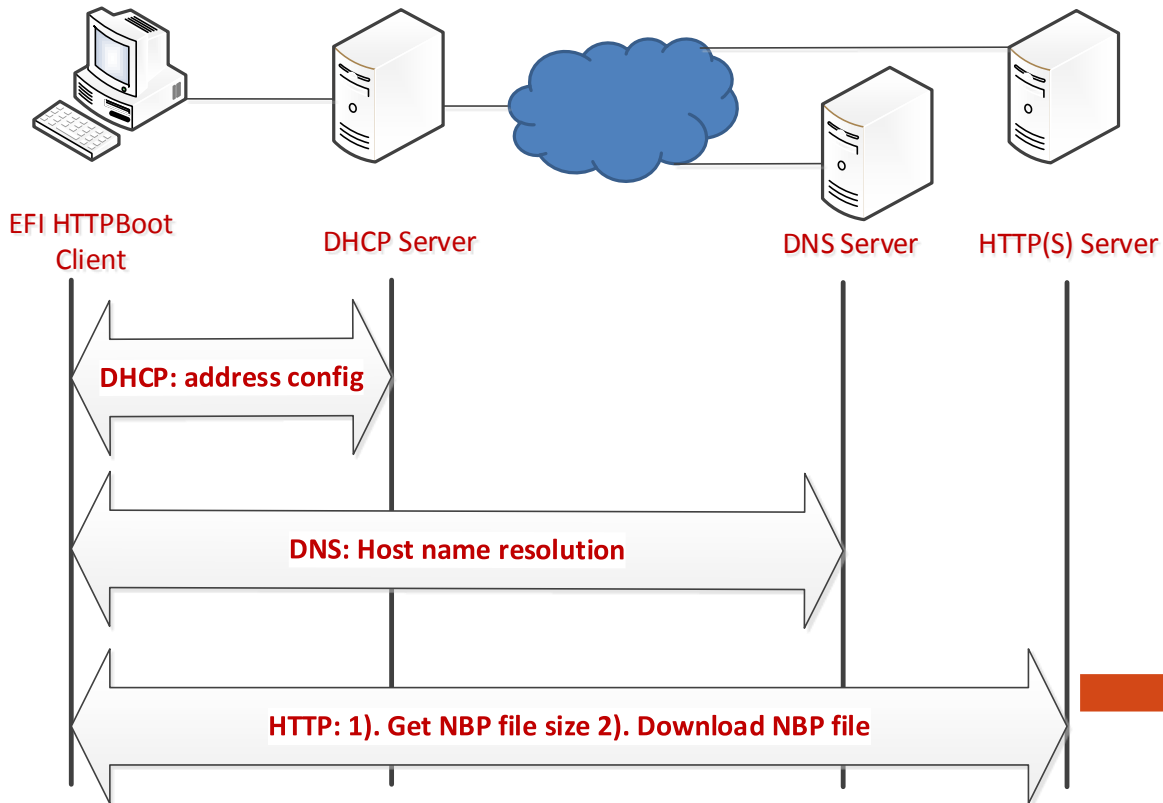 EFI HTTPBoot
Client
DHCP Server
DNS Server
HTTP(S) Server
DHCP: address config
DNS: Host name resolution
HTTP: 1). Get NBP file size 2). Download NBP file